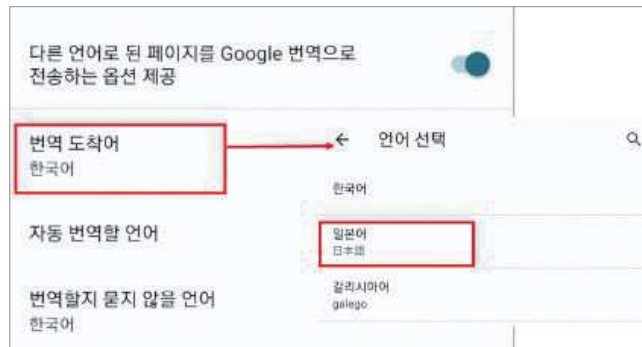 다른 언어로 된 페이지를 Google 번역으로
전송하는 옵션 제공
번역 도착어
한국어
자동 번역할 언어
번역할지 묻지 않을 언어
한국어
언어 선택
한국어
일본어
日本語
갈리시아어
galego